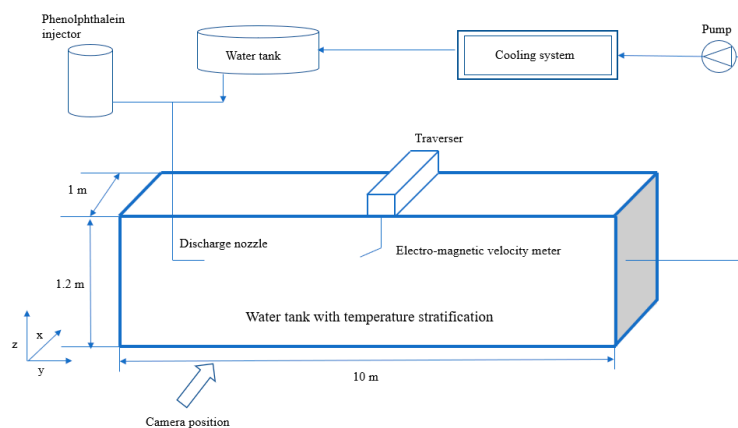 Phenolphthalein
injector
Water tank
Cooling system
Pump
Traverser
1 m
Discharge nozzle
Electro-magnetic velocity meter
1.2 m
Water tank with temperature stratification
z
x
y
10 m
Camera position